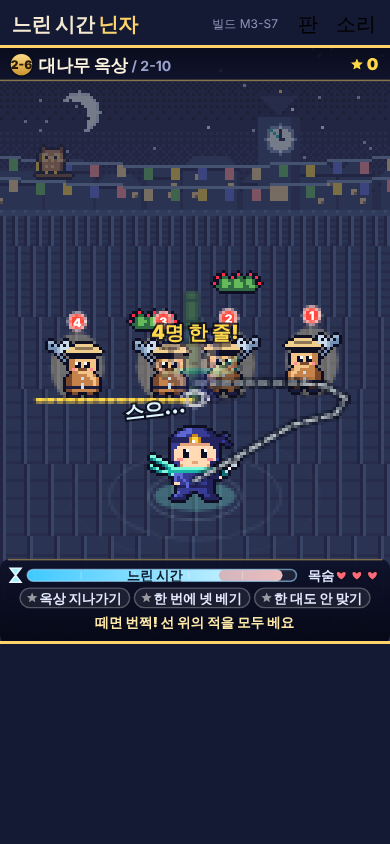 느린 시간 닌자 빌드 M3-S7 판 소리
2-6 대나무 옥상 / 2-10 ★ 0
4 3 2 1
4명 한 줄!
스으...
느린 시간 목숨
★ 옥상 지나가기 ★ 한 번에 넷 베기 ★ 한 대도 안 맞기
떼면 번쩍! 선 위의 적을 모두 베요